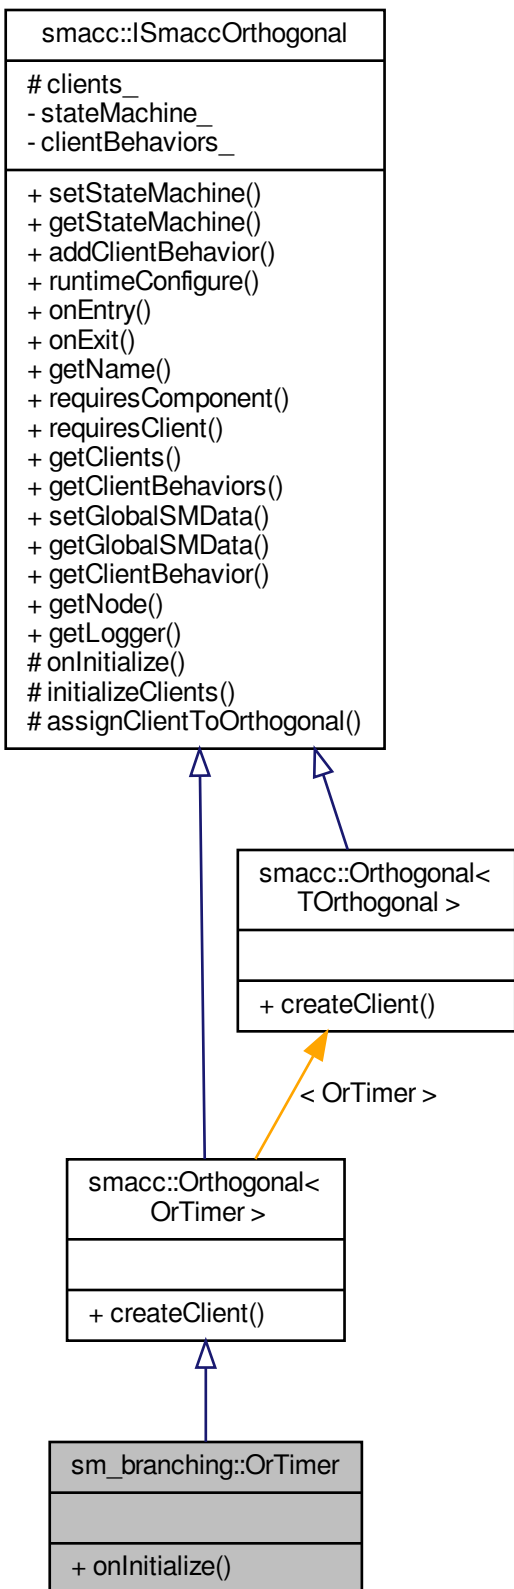 smacc::ISmaccOrthogonal
# clients_
- stateMachine_
- clientBehaviors_
+ setStateMachine()
+ getStateMachine()
+ addClientBehavior()
+ runtimeConfigure()
+ onEntry()
+ onExit()
+ getName()
+ requiresComponent()
+ requiresClient()
+ getClients()
+ getClientBehaviors()
+ setGlobalSMData()
+ getGlobalSMData()
+ getClientBehavior()
+ getNode()
+ getLogger()
# onInitialize()
# initializeClients()
# assignClientToOrthogonal()
smacc::Orthogonal<
TOrthogonal >
+ createClient()
< OrTimer >
smacc::Orthogonal<
OrTimer >
+ createClient()
sm_branching::OrTimer
+ onInitialize()